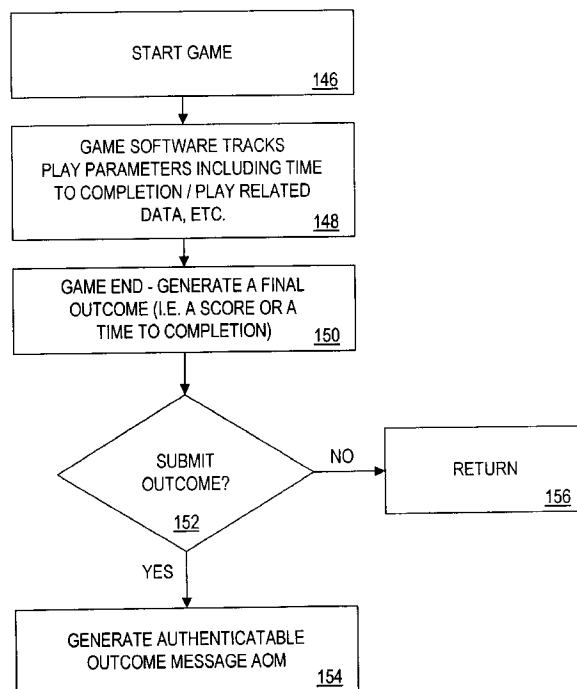 START GAME
146
GAME SOFTWARE TRACKS
PLAY PARAMETERS INCLUDING TIME
TO COMPLETION / PLAY RELATED
DATA, ETC.
148
GAME END - GENERATE A FINAL
OUTCOME (I.E. A SCORE OR A
TIME TO COMPLETION)
150
SUBMIT
OUTCOME?
152
NO
RETURN
156
YES
GENERATE AUTHENTICATABLE
OUTCOME MESSAGE AOM
154